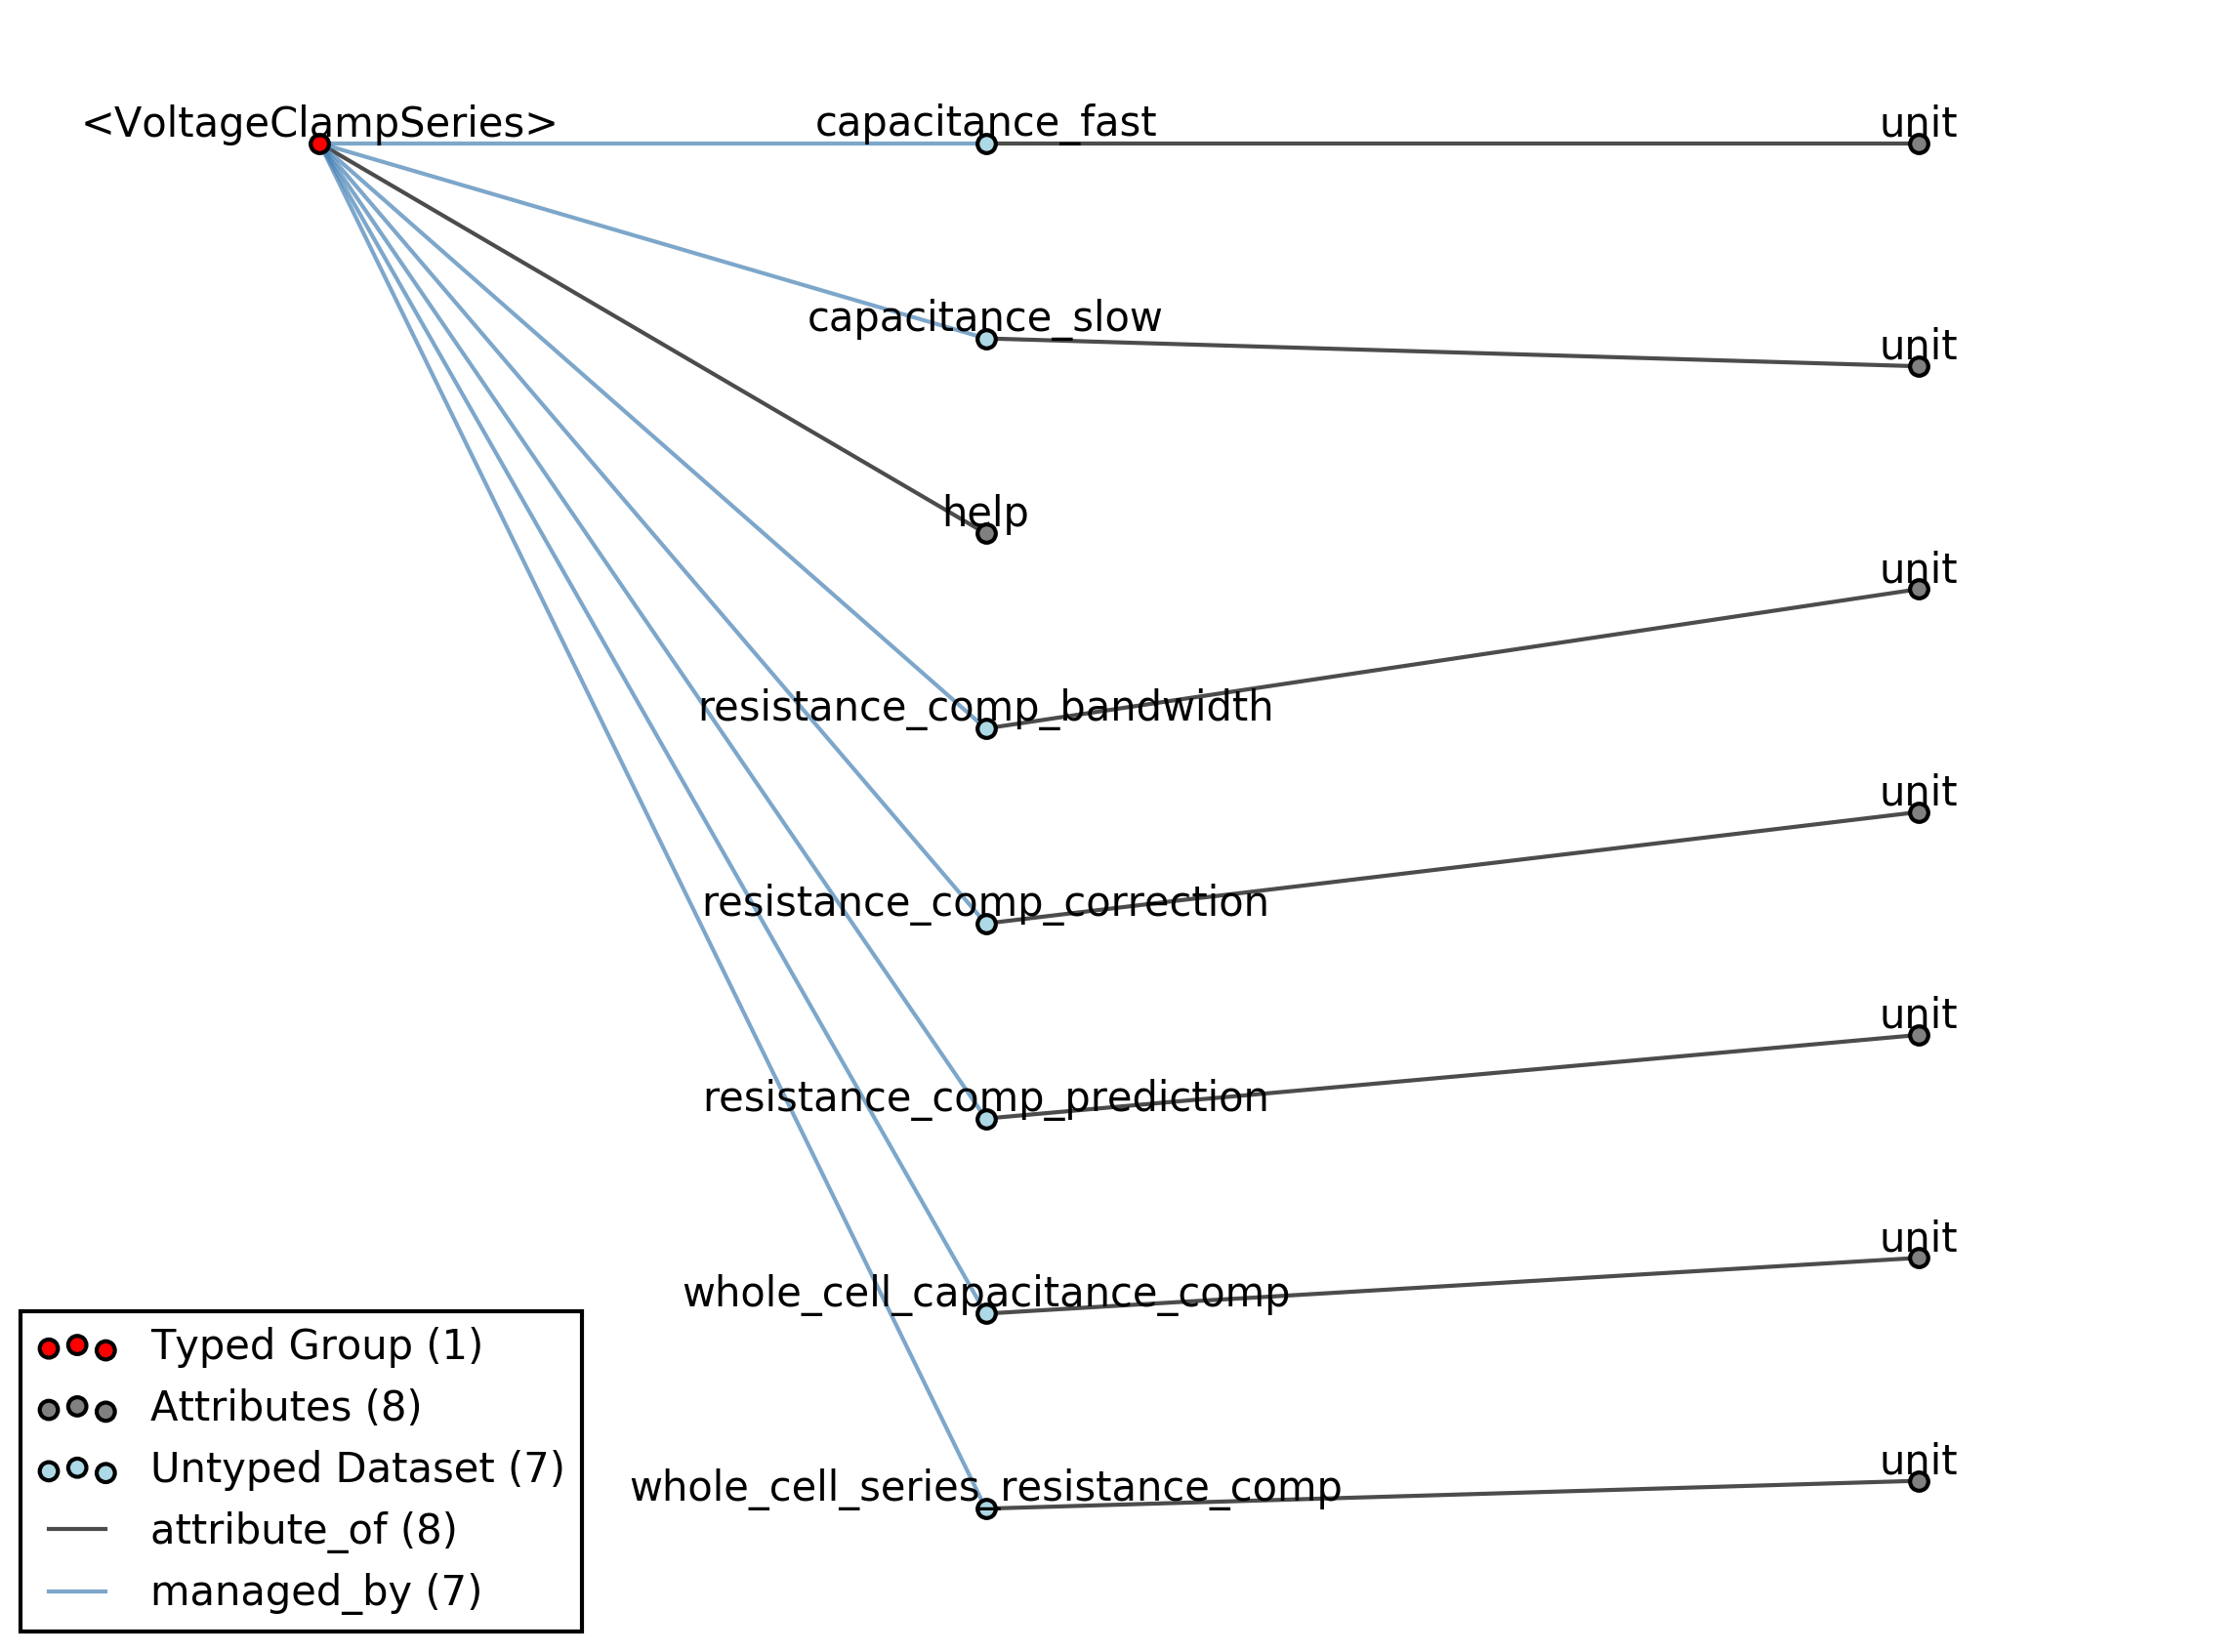 <VoltageClampSeries>
capacitance_fast
unit
capacitance_slow
unit
help
unit
resistance_comp_bandwidth
unit
resistance_comp_correction
unit
resistance_comp_prediction
unit
whole_cell_capacitance_comp
unit
whole_cell_series_resistance_comp
Typed Group (1)
Attributes (8)
Untyped Dataset (7)
attribute_of (8)
managed_by (7)